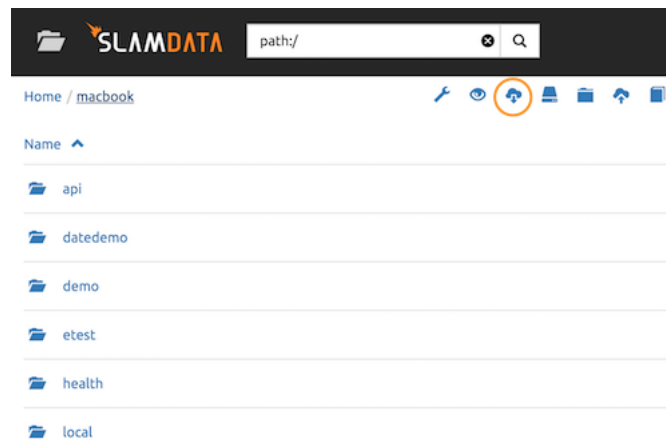 SLAMDATA path:/
Home / macbook
Name
api
datedemo
demo
etest
health
local